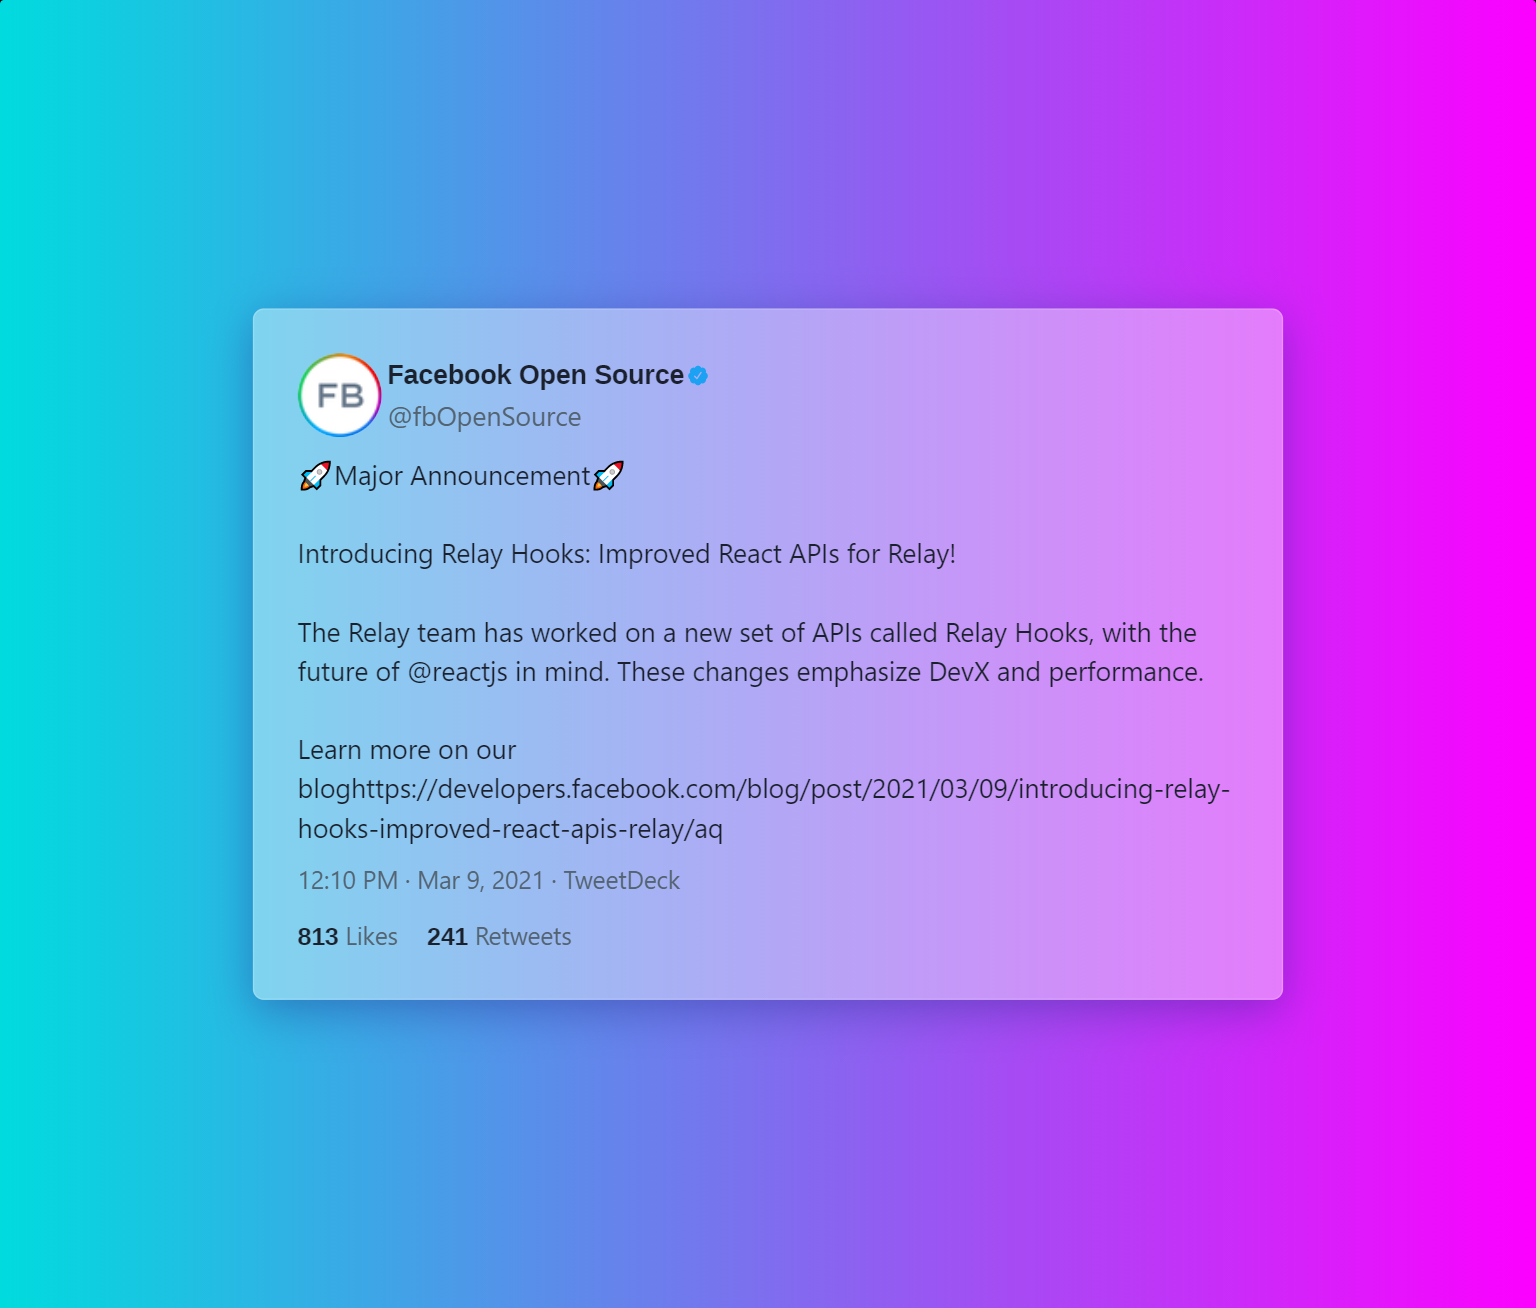 FB
Facebook Open Source
@fbOpenSource
🚀Major Announcement🚀
Introducing Relay Hooks: Improved React APIs for Relay!
The Relay team has worked on a new set of APIs called Relay Hooks, with the
future of @reactjs in mind. These changes emphasize DevX and performance.
Learn more on our
bloghttps://developers.facebook.com/blog/post/2021/03/09/introducing-relay-
hooks-improved-react-apis-relay/aq
12:10 PM · Mar 9, 2021 · TweetDeck
813 Likes 241 Retweets